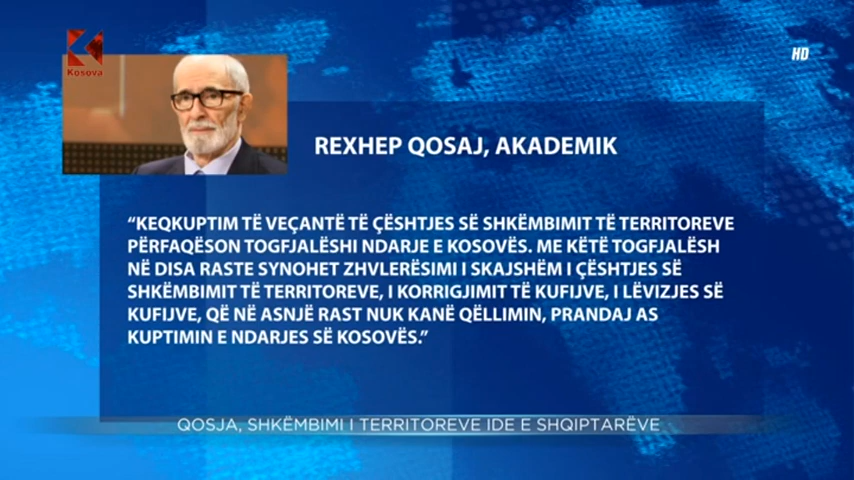 Kosova
HD
REXHEP QOSAJ, AKADEMIK
“KEQKUPTIM TË VEÇANTË TË ÇËSHTJES SË SHKËMBIMIT TË TERRITOREVE
PËRFAQËSON TOGFJALËSHI NDARJE E KOSOVËS. ME KËTË TOGFJALËSH
NË DISA RASTE SYNOHET ZHVLERËSIMI I SKAJSHËM I ÇËSHTJES SË
SHKËMBIMIT TË TERRITOREVE, I KORRIGJIMIT TË KUFIJVE, I LËVIZJES SË
KUFIJVE, QË NË ASNJË RAST NUK KANË QËLLIMIN, PRANDAJ AS
KUPTIMIN E NDARJES SË KOSOVËS.”
QOSJA, SHKËMBIMI I TERRITOREVE IDE E SHQIPTARËVE